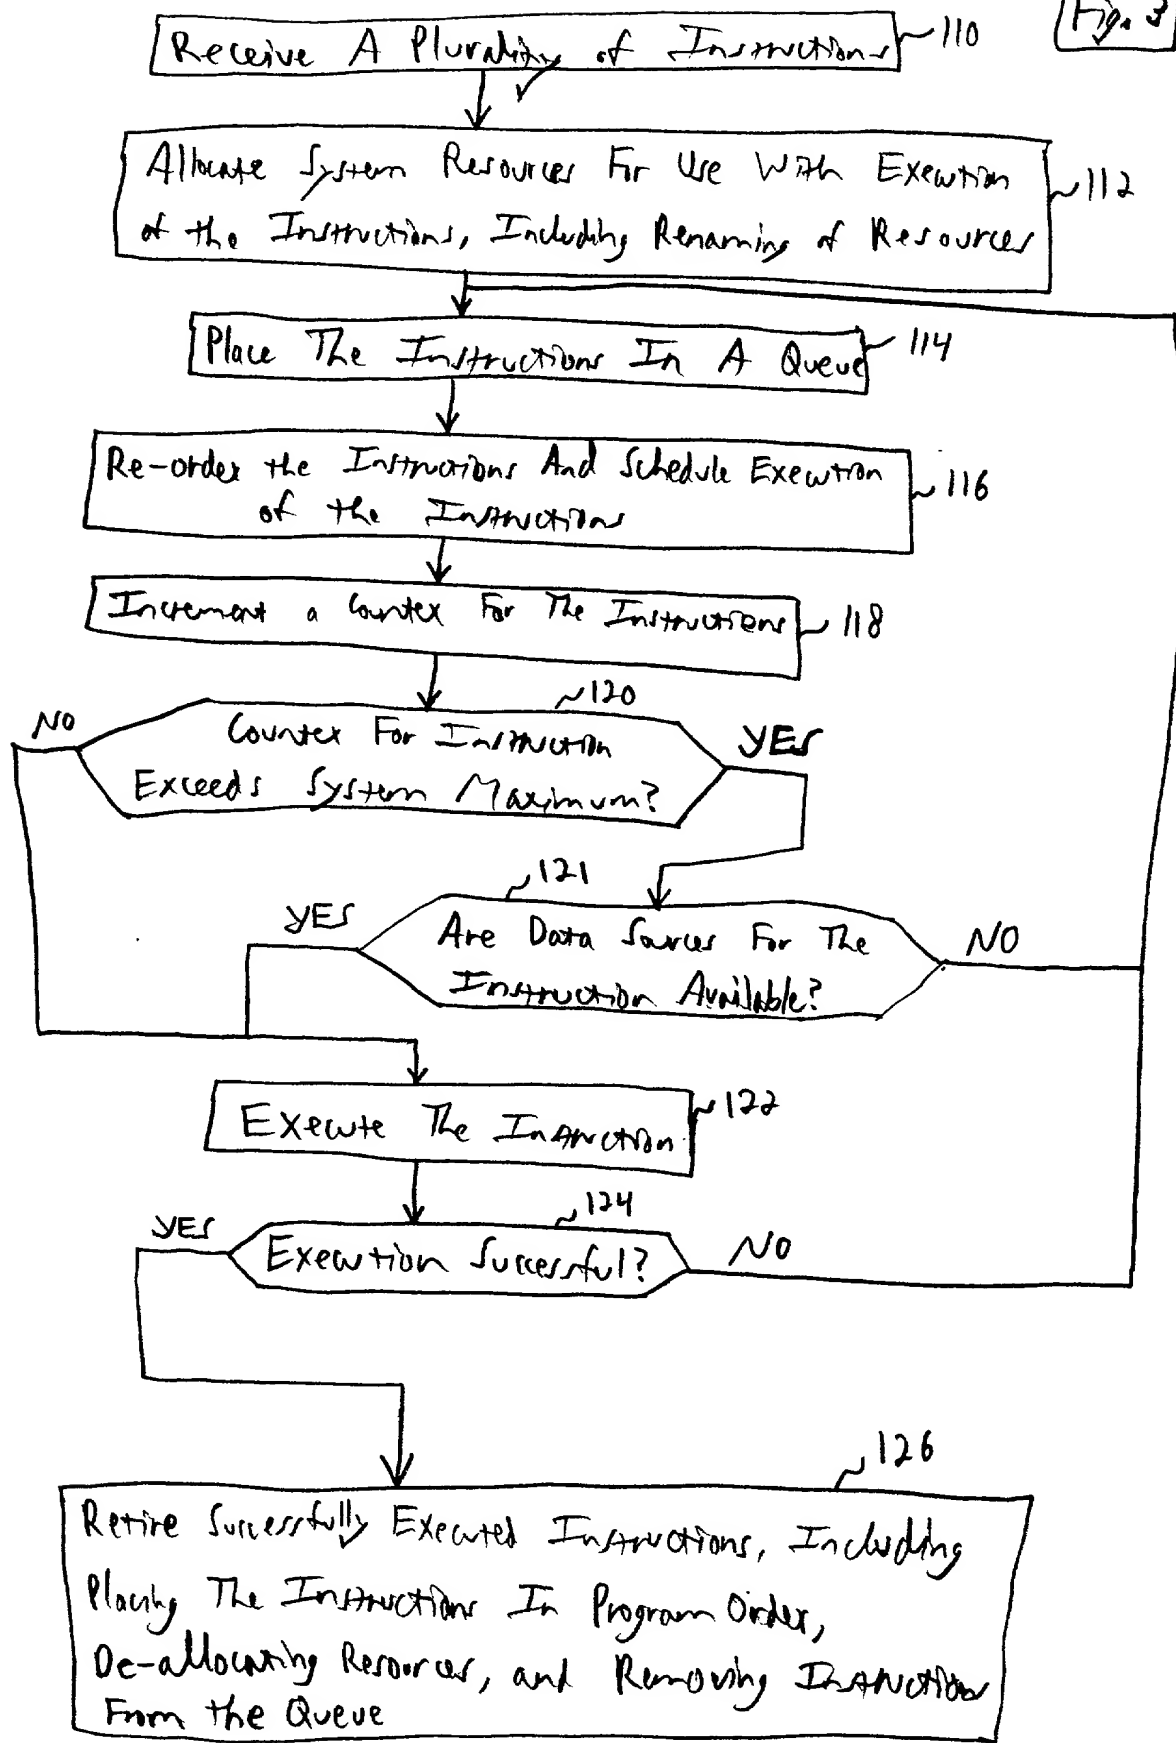 Fig. 3
Receive A Plurality of Instructions
110
Allocate System Resources For Use With Execution
of the Instructions, Including Renaming of Resources
112
Place The Instructions In A Queue
114
Re-order the Instructions And Schedule Execution
of the Instructions
116
Increment a Counter For The Instructions
118
120
NO
Counter For Instruction
Exceeds System Maximum?
YES
121
YES
Are Data Sources For The
Instruction Available?
NO
Execute The Instruction
122
124
YES
Execution Successful?
NO
126
Retire Successfully Executed Instructions, Including
Placing The Instructions In Program Order,
De-allocating Resources, and Removing Instructions
From the Queue